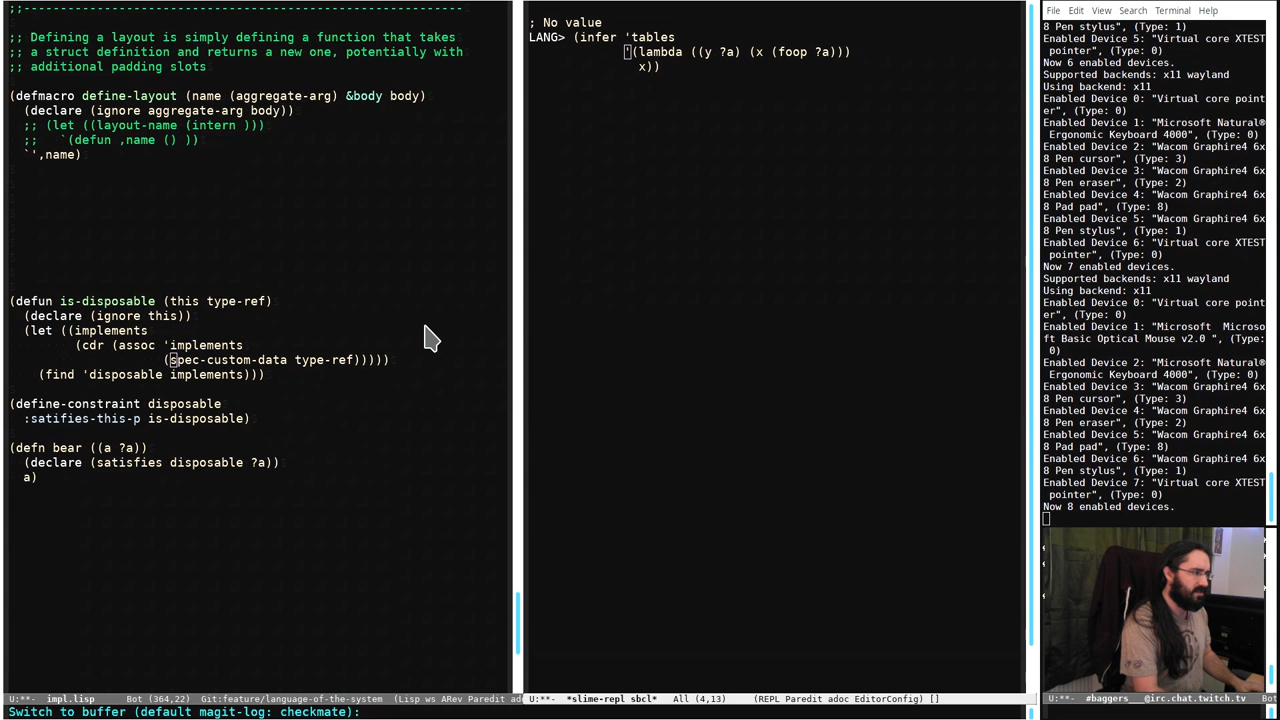 ;;-----------------------------------------------------------
;; Defining a layout is simply defining a function that takes
;; a struct definition and returns a new one, potentially with
;; additional padding slots
(defmacro define-layout (name (aggregate-arg) &body body)
(declare (ignore aggregate-arg body))
;; (let ((layout-name (intern )))
;;   `(defun ,name () ))
`',name)
(defun is-disposable (this type-ref)
(declare (ignore this))
(let ((implements
(cdr (assoc 'implements
(spec-custom-data type-ref)))))
(find 'disposable implements)))
(define-constraint disposable
:satifies-this-p is-disposable)
(defn bear ((a ?a))
(declare (satisfies disposable ?a))
a)
U:**-  impl.lisp      Bot (364,22)  Git:feature/language-of-the-system  (Lisp ws ARev Paredit ad
Switch to buffer (default magit-log: checkmate):
; No value
LANG> (infer 'tables
'(lambda ((y ?a) (x (foop ?a)))
x))
U:**-  *slime-repl sbcl*  All (4,13)     (REPL Paredit adoc EditorConfig) []
File Edit View Search Terminal Help
8 Pen stylus", (Type: 1)
Enabled Device 5: "Virtual core XTEST
pointer", (Type: 0)
Now 6 enabled devices.
Supported backends: x11 wayland
Using backend: x11
Enabled Device 0: "Virtual core point
er", (Type: 0)
Enabled Device 1: "Microsoft Natural®
Ergonomic Keyboard 4000", (Type: 0)
Enabled Device 2: "Wacom Graphire4 6x
8 Pen cursor", (Type: 3)
Enabled Device 3: "Wacom Graphire4 6x
8 Pen eraser", (Type: 2)
Enabled Device 4: "Wacom Graphire4 6x
8 Pad pad", (Type: 8)
Enabled Device 5: "Wacom Graphire4 6x
8 Pen stylus", (Type: 1)
Enabled Device 6: "Virtual core XTEST
pointer", (Type: 0)
Now 7 enabled devices.
Supported backends: x11 wayland
Using backend: x11
Enabled Device 0: "Virtual core point
er", (Type: 0)
Enabled Device 1: "Microsoft  Microso
ft Basic Optical Mouse v2.0 ", (Type:
0)
Enabled Device 2: "Microsoft Natural®
Ergonomic Keyboard 4000", (Type: 0)
Enabled Device 3: "Wacom Graphire4 6x
8 Pen cursor", (Type: 3)
Enabled Device 4: "Wacom Graphire4 6x
8 Pen eraser", (Type: 2)
Enabled Device 5: "Wacom Graphire4 6x
8 Pad pad", (Type: 8)
Enabled Device 6: "Wacom Graphire4 6x
8 Pen stylus", (Type: 1)
Enabled Device 7: "Virtual core XTEST
pointer", (Type: 0)
Now 8 enabled devices.
U:**-  #baggers__@irc.chat.twitch.tv   Bot